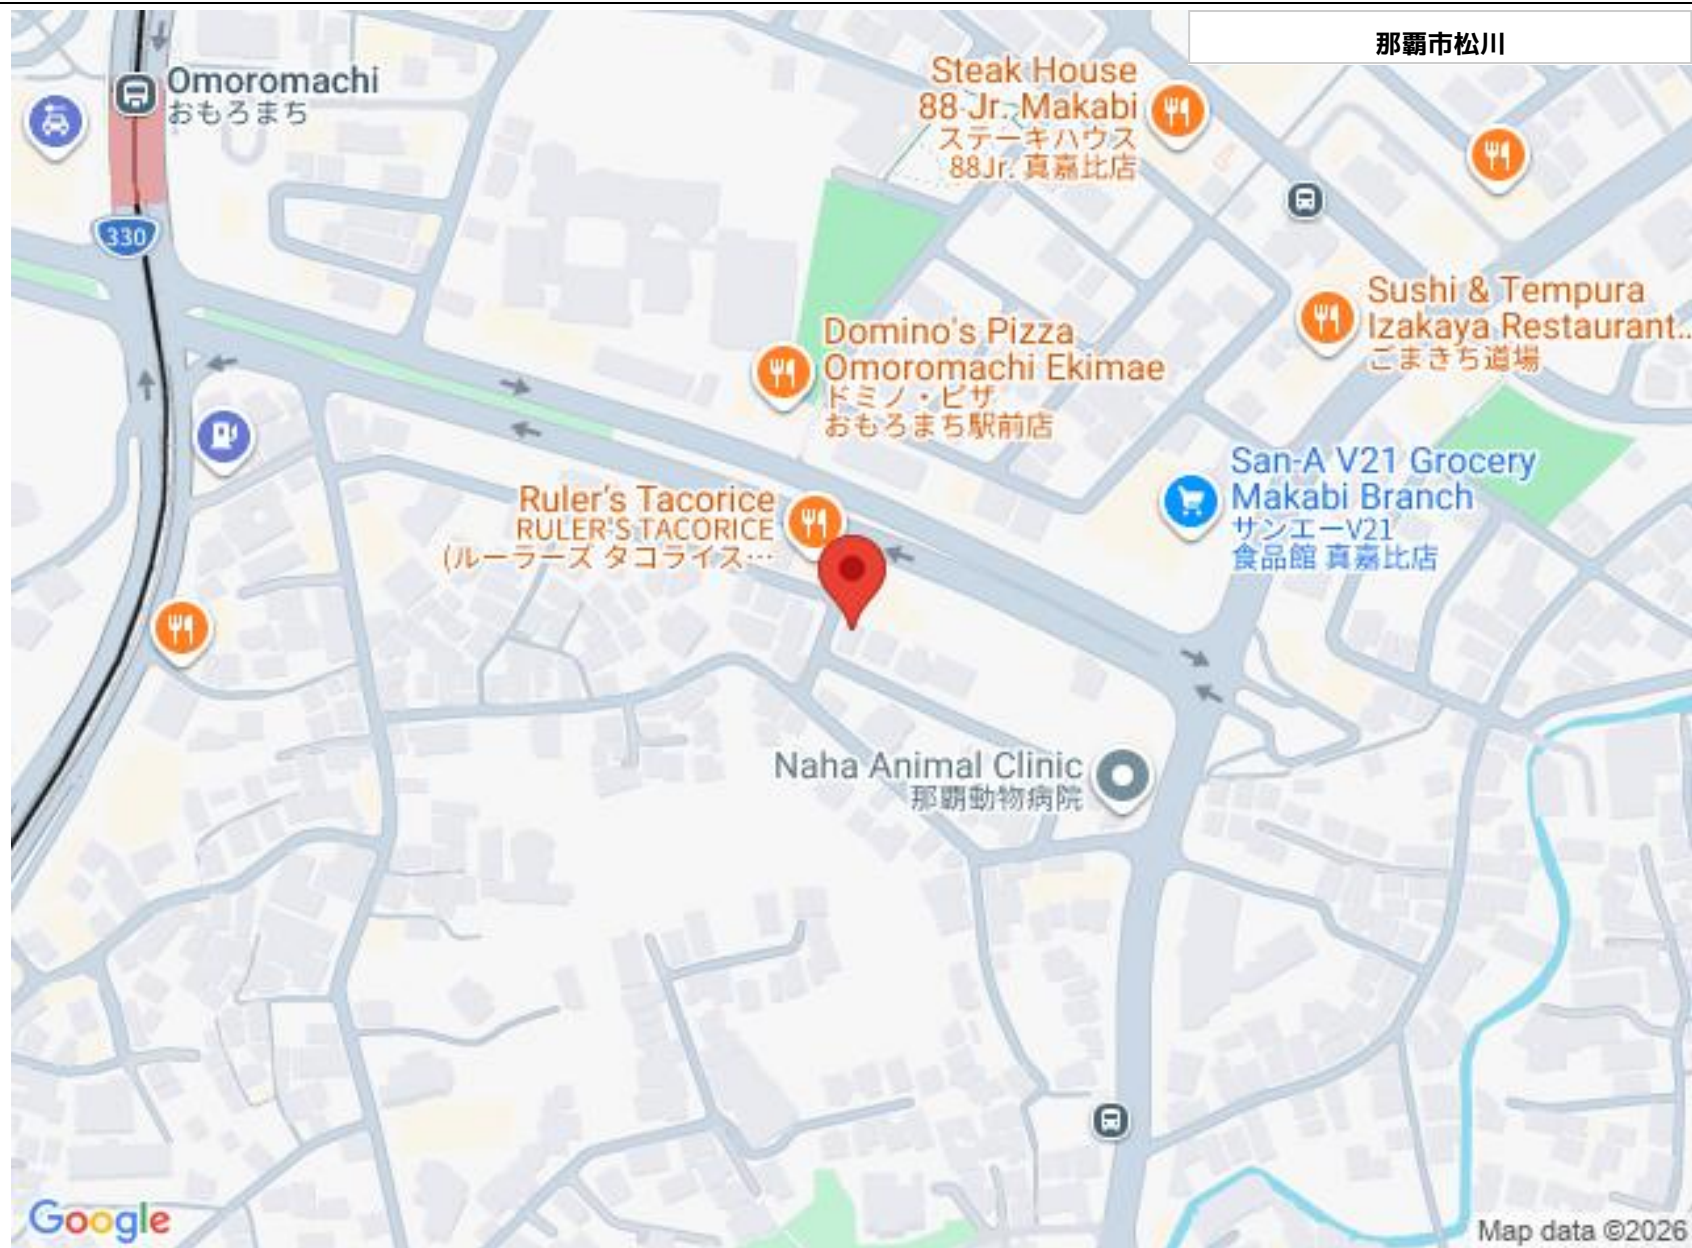 那覇市松川
Omoromachi
おもろまち
Steak House
88 Jr. Makabi
ステーキハウス
88Jr. 真嘉比店
330
Sushi & Tempura
Izakaya Restaurant..
ごまきち道場
Domino's Pizza
Omoromachi Ekimae
ドミノ・ピザ
おもろまち駅前店
San-A V21 Grocery
Makabi Branch
サンエーV21
食品館 真嘉比店
Ruler's Tacorice
RULER'S TACORICE
(ルーラーズ タコライス…
Naha Animal Clinic
那覇動物病院
Google
Map data ©2026